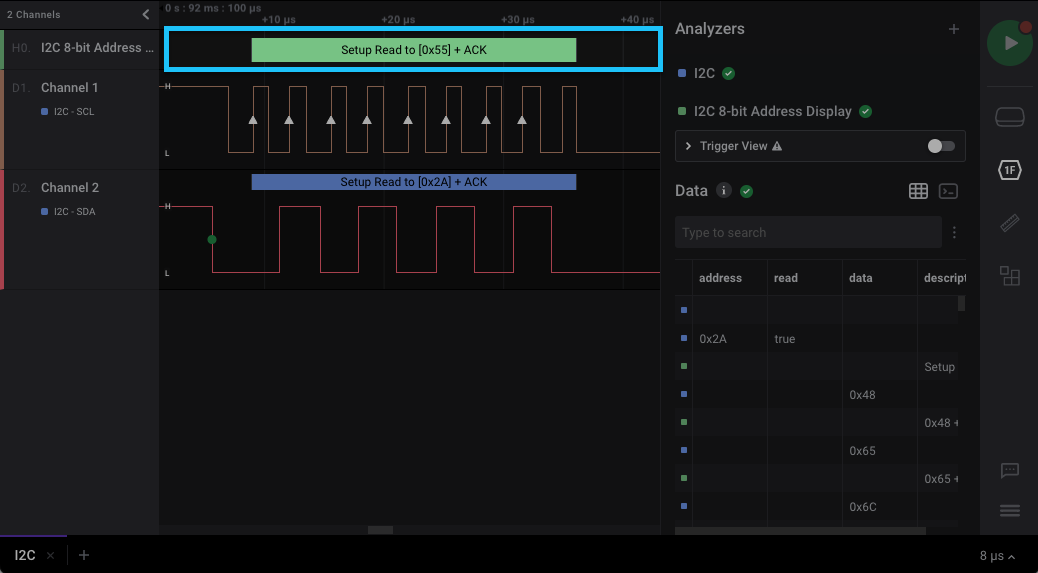 2 Channels
0 s : 92 ms : 100 µs
+10 µs
+20 µs
+30 µs
+40 µs
H0.
I2C 8-bit Address ...
Setup Read to [0x55] + ACK
D1.
Channel 1
I2C - SCL
H
L
D2.
Channel 2
I2C - SDA
Setup Read to [0x2A] + ACK
H
L
Analyzers
I2C
I2C 8-bit Address Display
Trigger View
Data
Type to search
address read data descript
0x2A true
Setup
0x48
0x48 +
0x65
0x65 +
0x6C
1F
I2C
8 µs